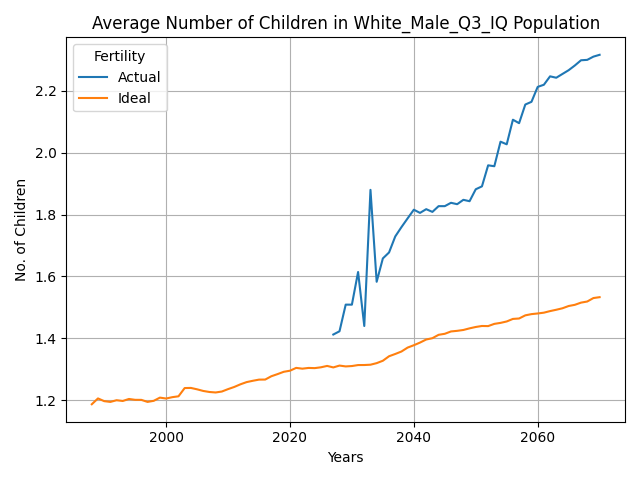 Average Number of Children in White_Male_Q3_IQ Population
Fertility
Actual
Ideal
2.2
2.0
1.8
1.6
1.4
1.2
No. of Children
2000
2020
2040
2060
Years